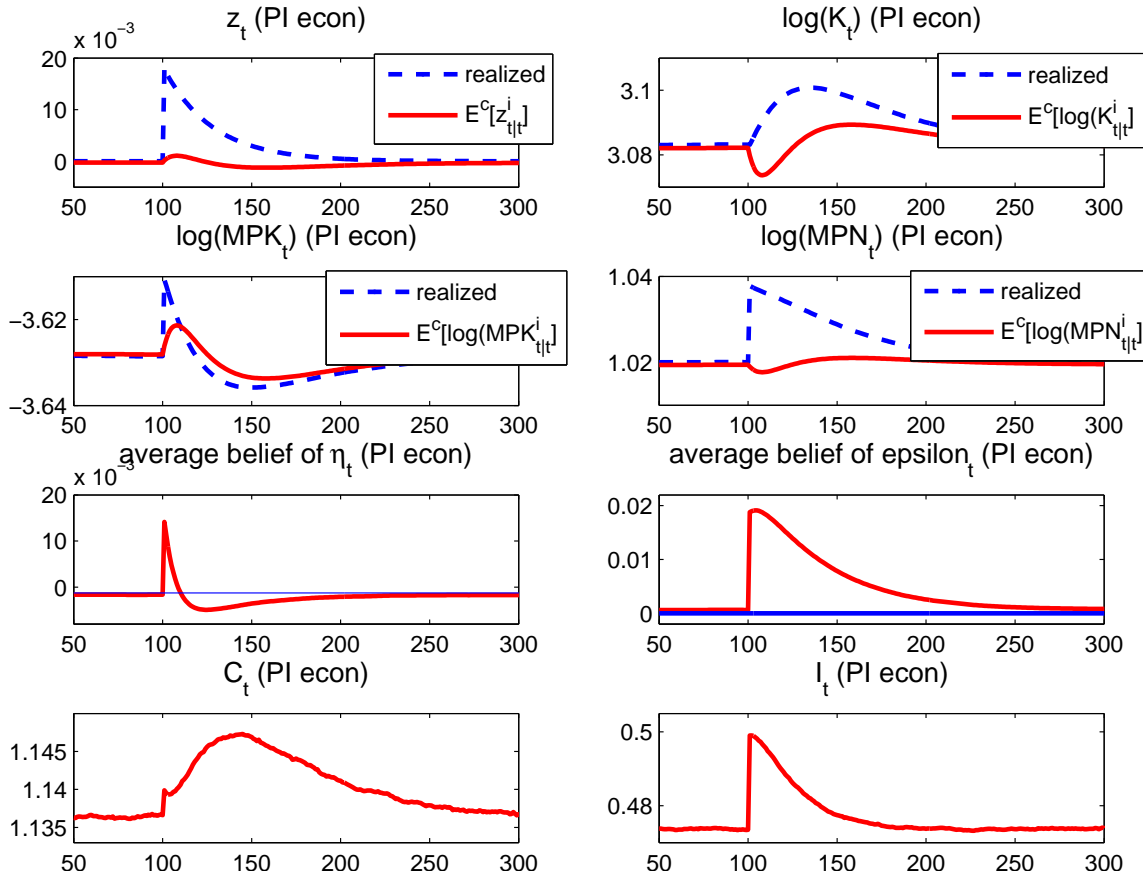 z_t (PI econ)
x 10^-3
20
10
0
realized
E^c[z^i_t|t]
50 100 150 200 250 300
log(K_t) (PI econ)
3.1
3.08
realized
E^c[log(K^i_t|t]
50 100 150 200 250 300
log(MPK_t) (PI econ)
−3.62
−3.64
realized
E^c[log(MPK^i_t|t]
50 100 150 200 250 300
log(MPN_t) (PI econ)
1.04
1.02
realized
E^c[log(MPN^i_t|t]
50 100 150 200 250 300
average belief of η_t (PI econ)
x 10^-3
20
10
0
50 100 150 200 250 300
average belief of epsilon_t (PI econ)
0.02
0.01
0
50 100 150 200 250 300
C_t (PI econ)
1.145
1.14
1.135
50 100 150 200 250 300
I_t (PI econ)
0.5
0.48
50 100 150 200 250 300